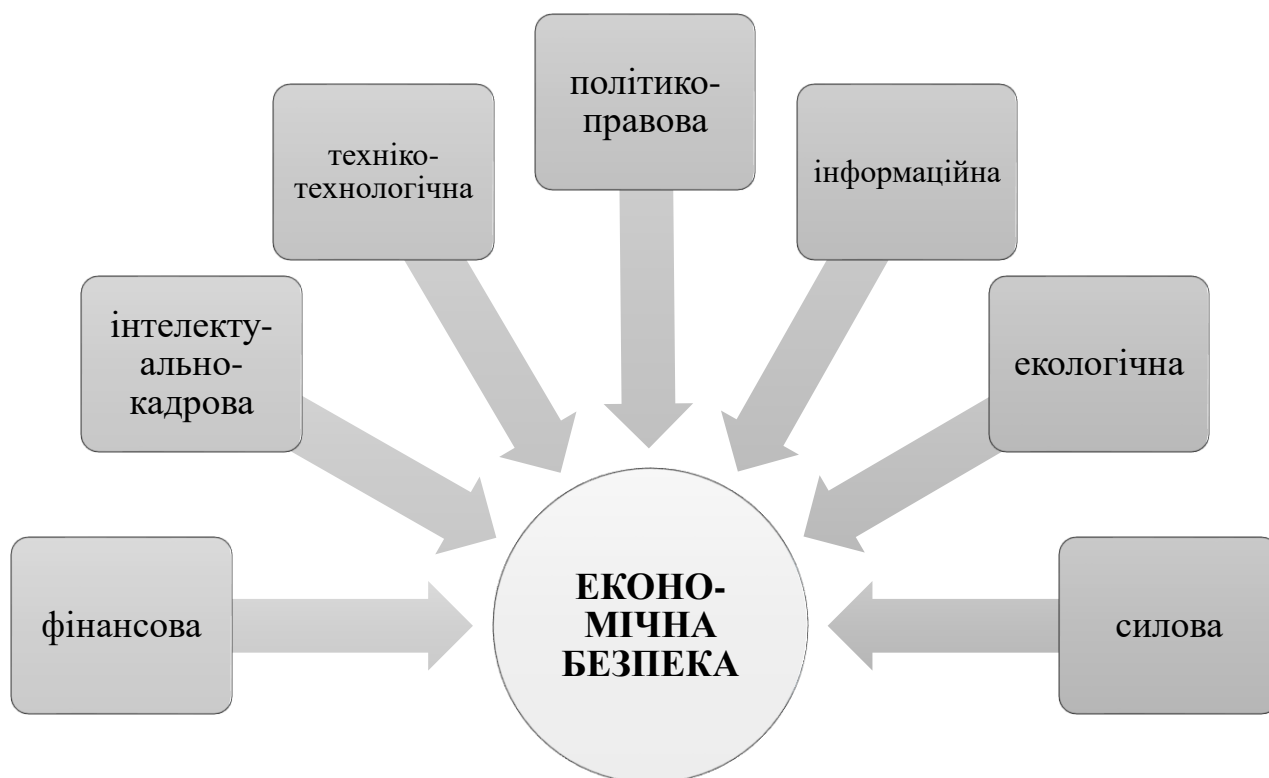 фінансова
інтелекту-
ально-
кадрова
техніко-
технологічна
політико-
правова
інформаційна
екологічна
силова
ЕКОНО-
МІЧНА
БЕЗПЕКА